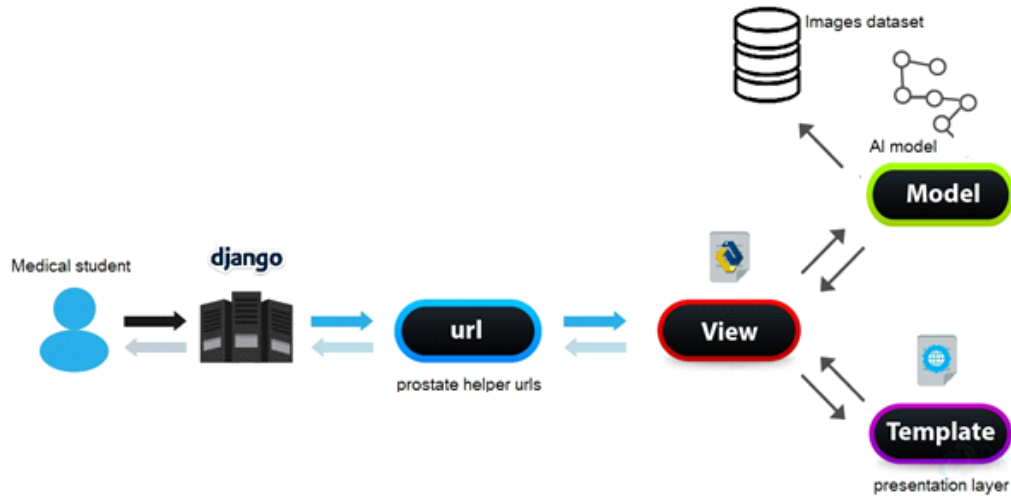 Images dataset
AI model
Model
Medical student
django
url
prostate helper urls
View
Template
presentation layer